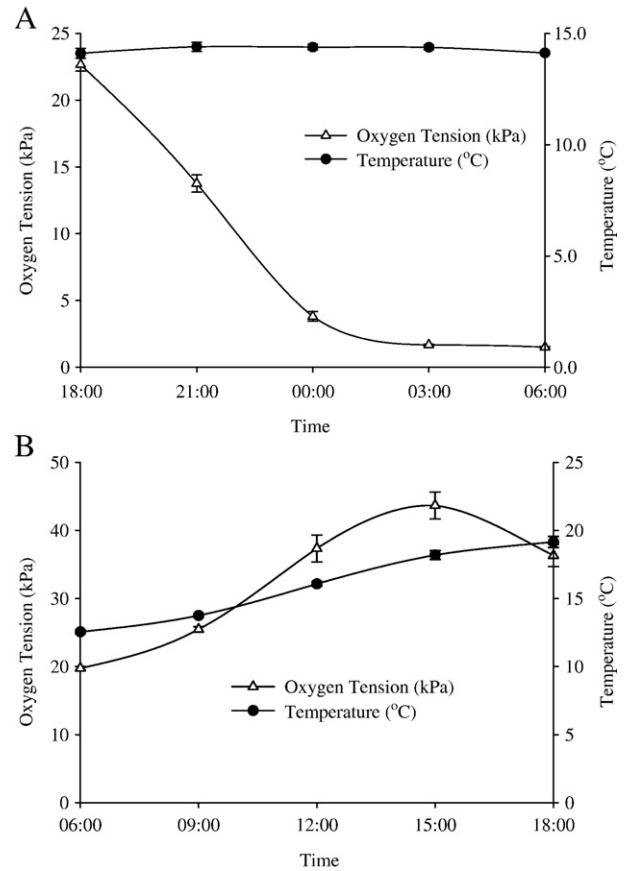 A
25
20
15
10
5
0
Oxygen Tension (kPa)
15.0
10.0
5.0
0.0
Temperature (°C)
Oxygen Tension (kPa)
Temperature (°C)
18:00 21:00 00:00 03:00 06:00
Time
B
50
40
30
20
10
0
Oxygen Tension (kPa)
25
20
15
10
5
0
Temperature (°C)
Oxygen Tension (kPa)
Temperature (°C)
06:00 09:00 12:00 15:00 18:00
Time